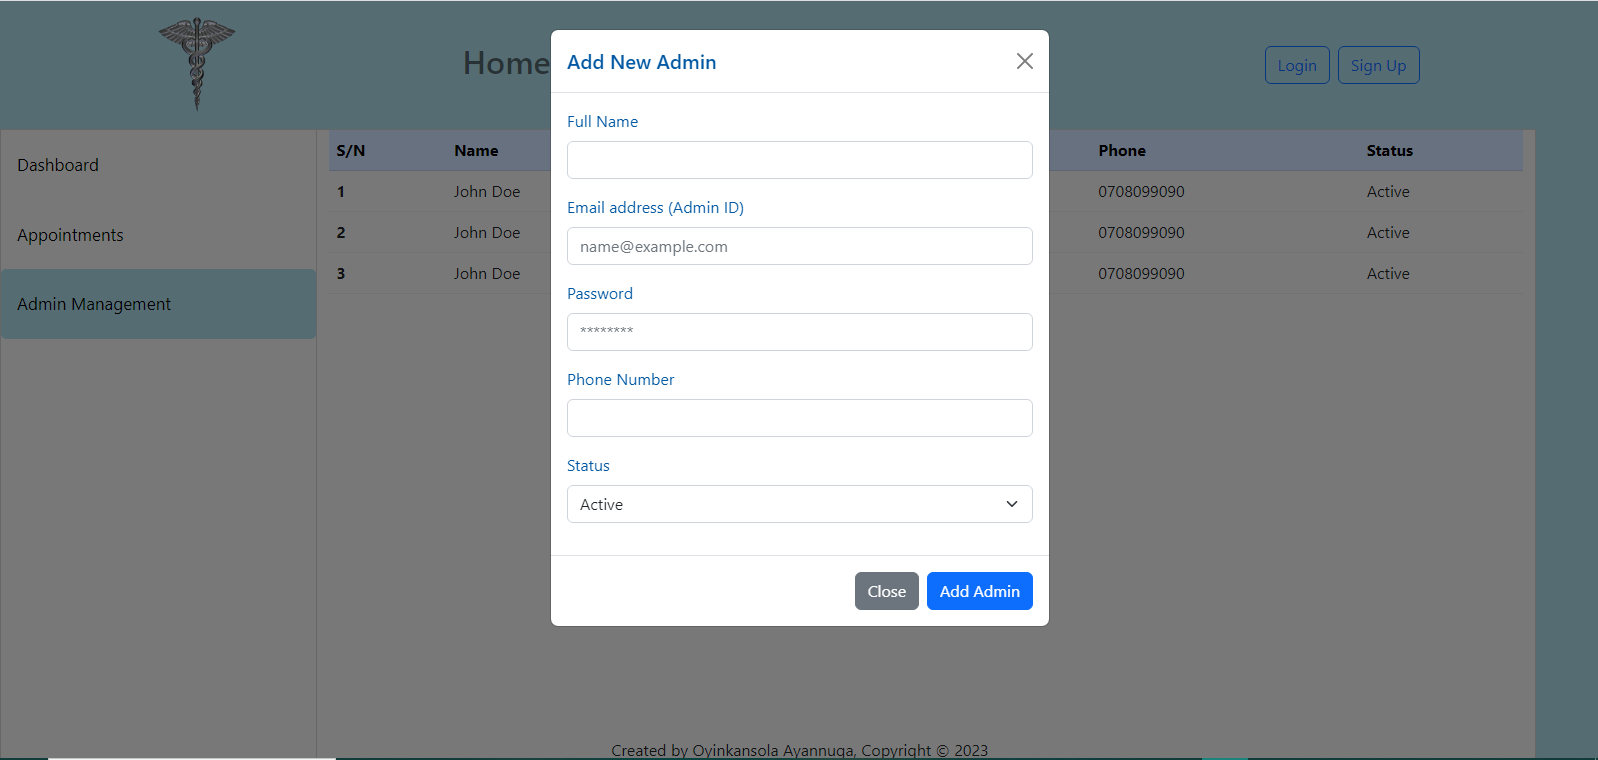 Home
Login
Sign Up
Dashboard
Appointments
Admin Management
S/N Name Phone Status
1 John Doe 0708099090 Active
2 John Doe 0708099090 Active
3 John Doe 0708099090 Active
Add New Admin
Full Name
Email address (Admin ID)
name@example.com
Password
********
Phone Number
Status
Active
Close
Add Admin
Created by Oyinkansola Ayannuga, Copyright © 2023